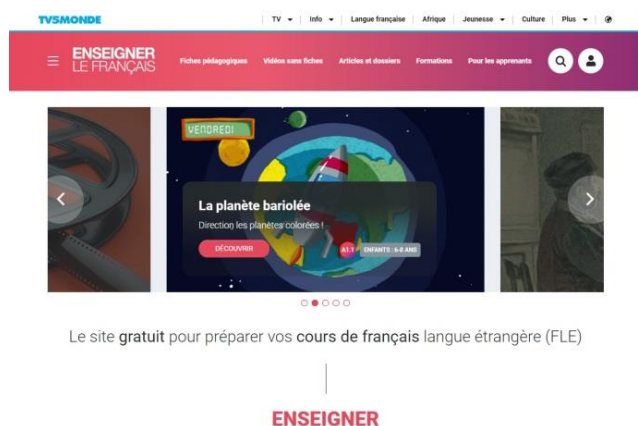 TV5MONDE
TV Info Langue française Afrique Jeunesse Culture Plus
ENSEIGNER
LE FRANÇAIS
Fiches pédagogiques Vidéos sans fiches Articles et dossiers Formations Pour les apprenants
VENDREDI
La planète bariolée
Direction les planètes colorées !
DÉCOUVRIR
A1.1 ENFANTS : 6-8 ANS
Le site gratuit pour préparer vos cours de français langue étrangère (FLE)
ENSEIGNER